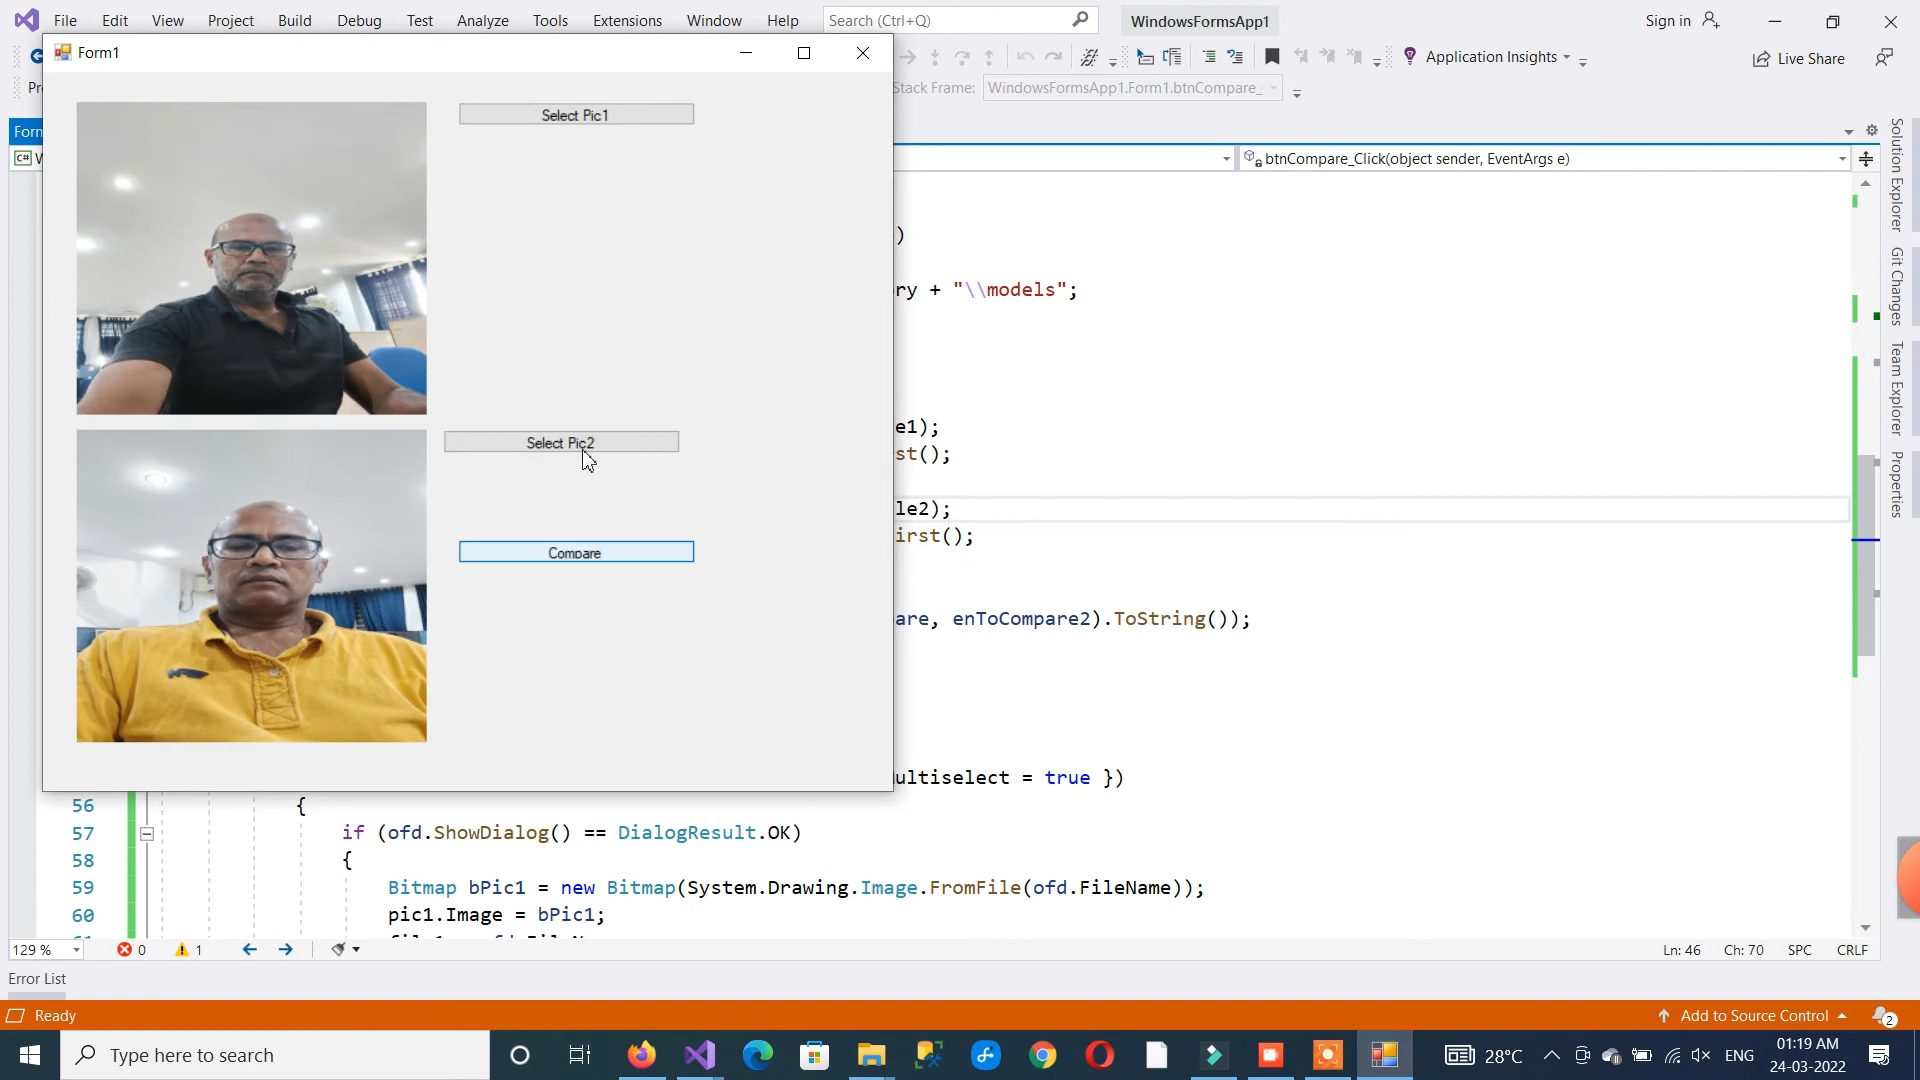 File Edit View Project Build Debug Test Analyze Tools Extensions Window Help Search (Ctrl+Q) WindowsFormsApp1 Sign in
Form1
Application Insights Live Share
Stack Frame: WindowsFormsApp1.Form1.btnCompare_
Select Pic1
C# btnCompare_Click(object sender, EventArgs e)
)
ry + "\\models";
e1);
st();
Select Pic2
le2);
irst();
Compare
are, enToCompare2).ToString());
ultiselect = true })
56 {
57 if (ofd.ShowDialog() == DialogResult.OK)
58 {
59 Bitmap bPic1 = new Bitmap(System.Drawing.Image.FromFile(ofd.FileName));
60 pic1.Image = bPic1;
Solution Explorer
Git Changes
Team Explorer
Properties
129 % 0 1 Ln: 46 Ch: 70 SPC CRLF
Error List
Ready Add to Source Control 2
Type here to search 28°C ENG 01:19 AM
24-03-2022